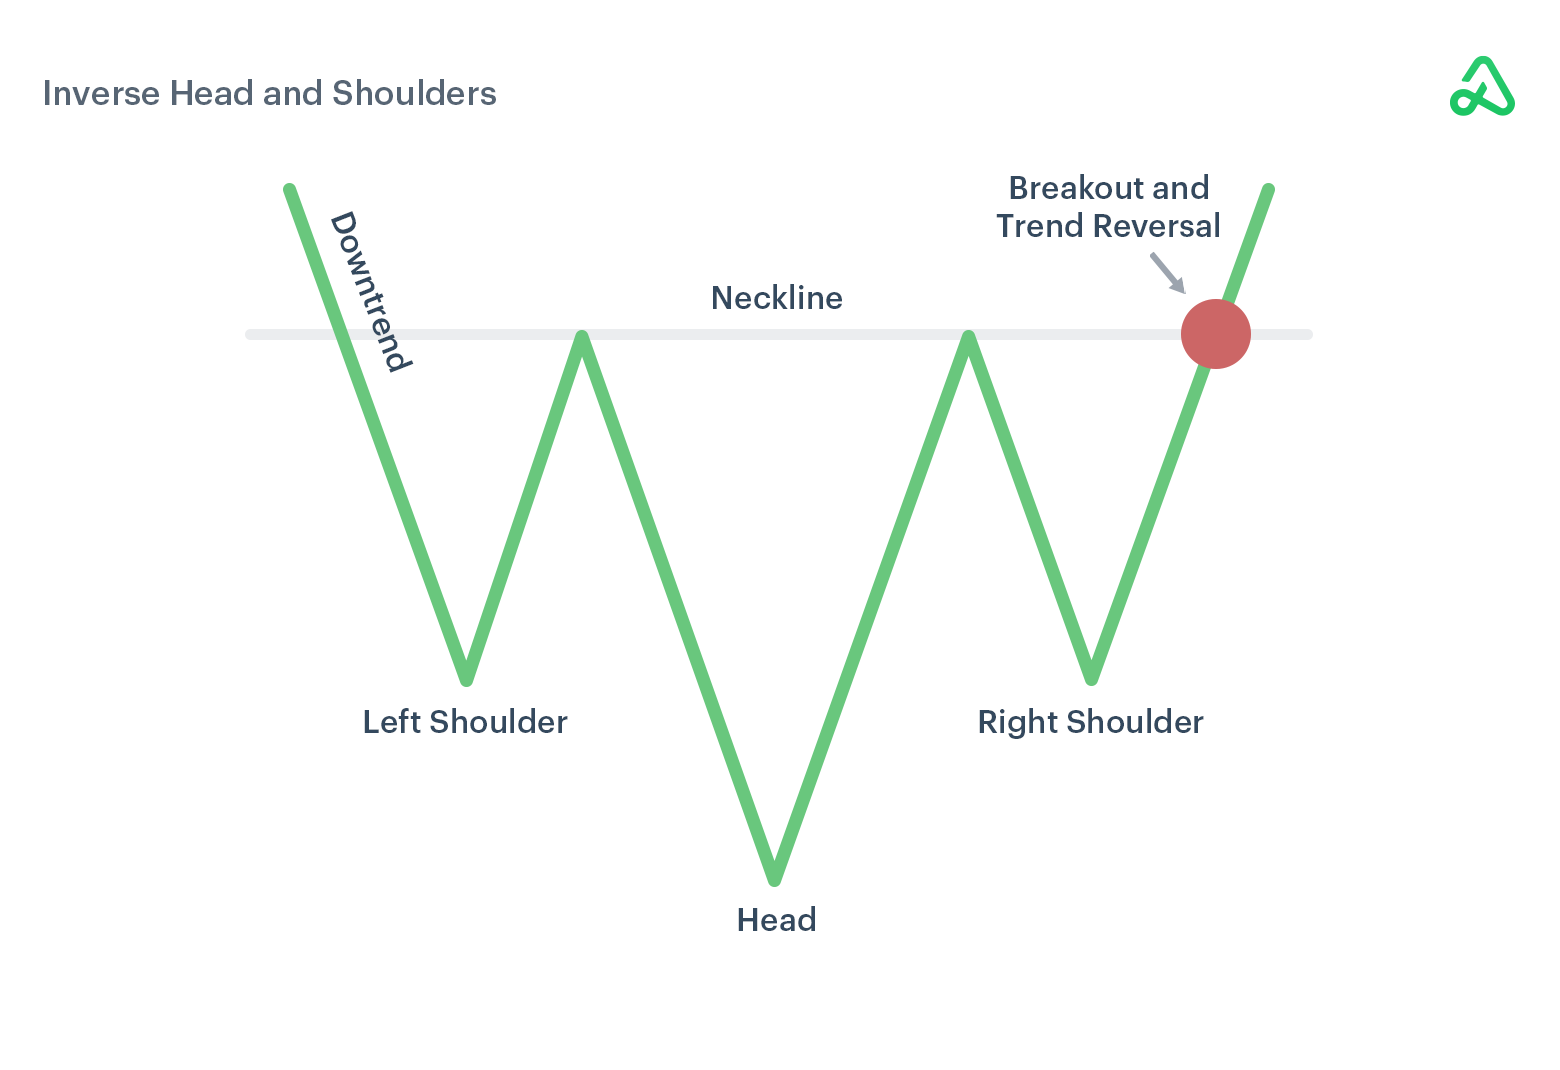 Inverse Head and Shoulders
Downtrend
Neckline
Breakout and
Trend Reversal
Left Shoulder
Right Shoulder
Head